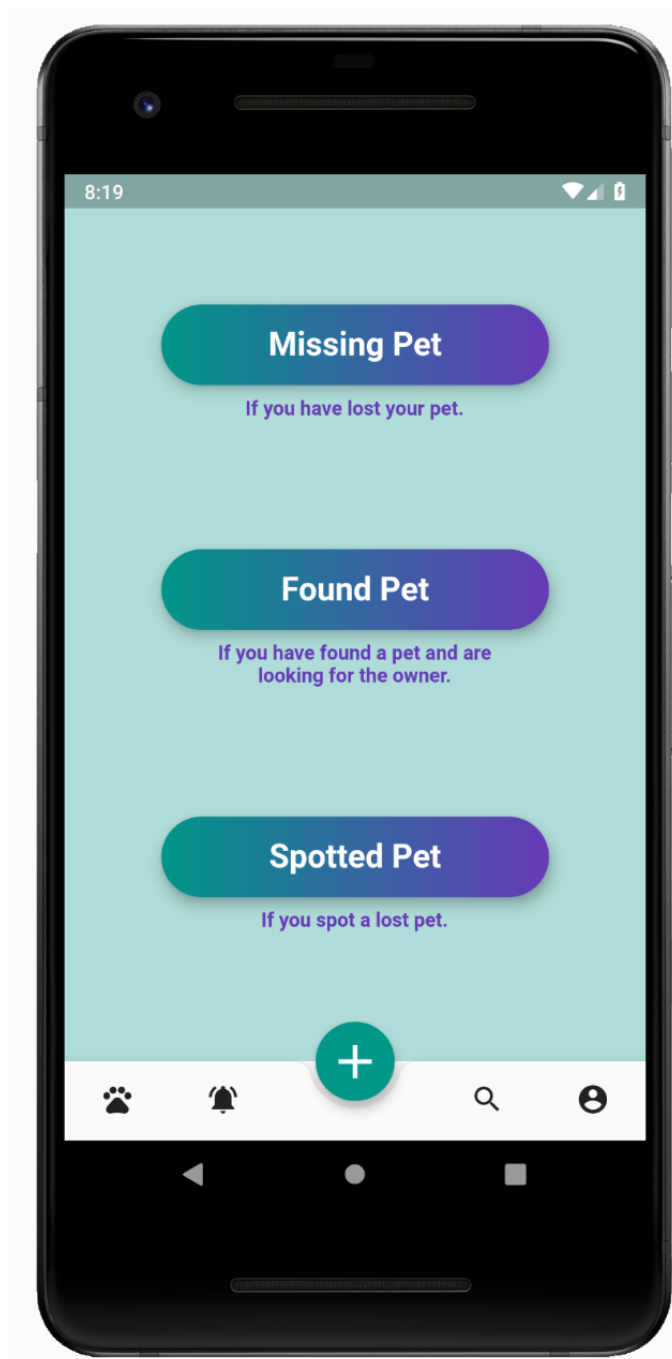 8:19
Missing Pet
If you have lost your pet.
Found Pet
If you have found a pet and are
looking for the owner.
Spotted Pet
If you spot a lost pet.